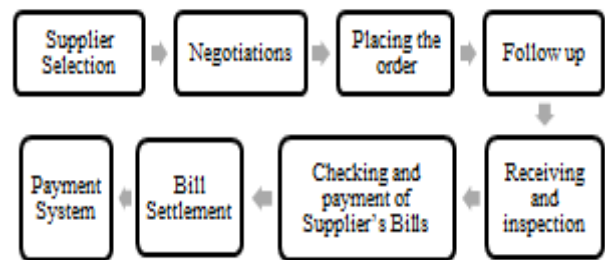 Supplier
Selection
Negotiations
Placing the
order
Follow up
Receiving
and
inspection
Checking and
payment of
Supplier's Bills
Bill
Settlement
Payment
System